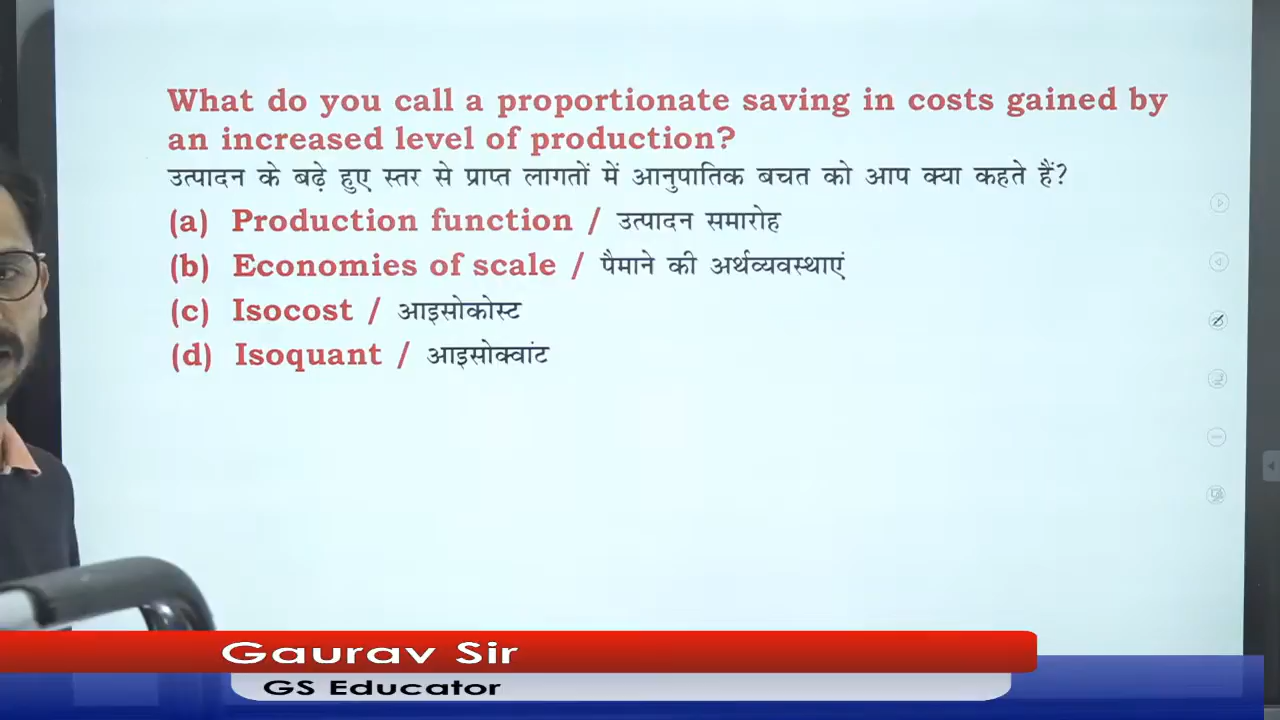 What do you call a proportionate saving in costs gained by
an increased level of production?
उत्पादन के बढ़े हुए स्तर से प्राप्त लागतों में आनुपातिक बचत को आप क्या कहते हैं?
(a) Production function / उत्पादन समारोह
(b) Economies of scale / पैमाने की अर्थव्यवस्थाएं
(c) Isocost / आइसोकोस्ट
(d) Isoquant / आइसोक्वांट
Gaurav Sir
GS Educator